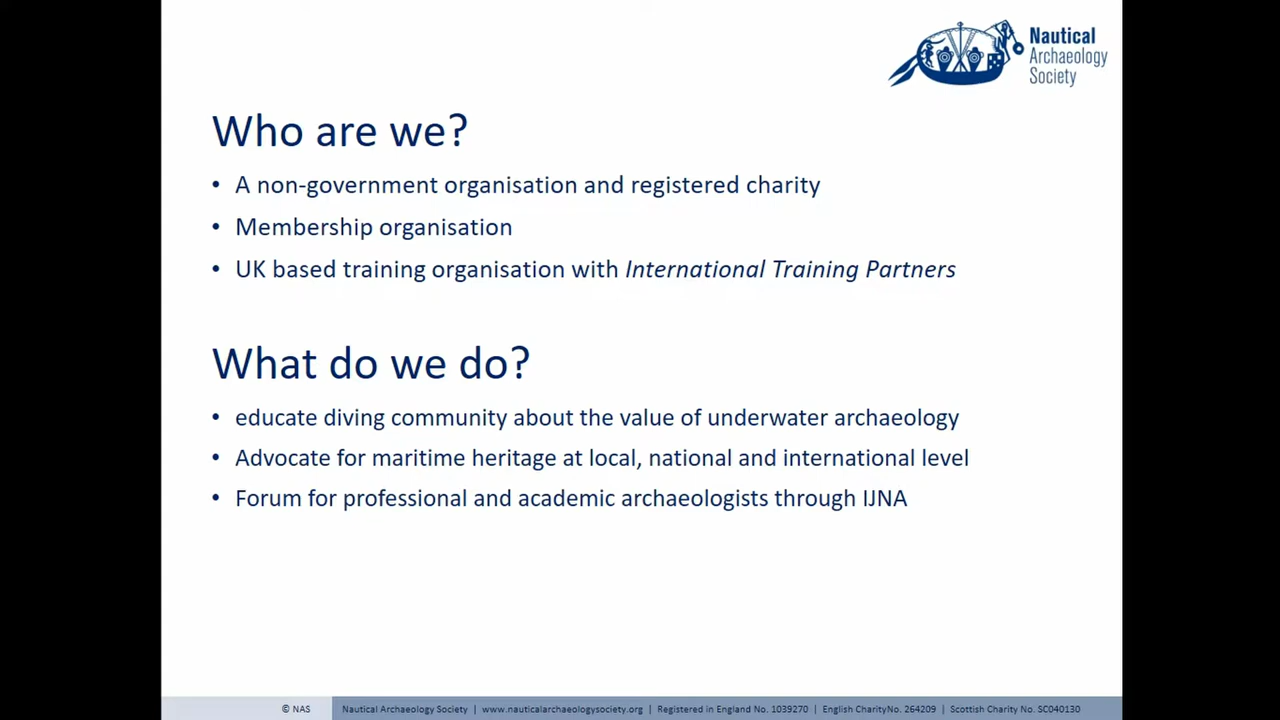 Nautical
Archaeology
Society
Who are we?
• A non-government organisation and registered charity
• Membership organisation
• UK based training organisation with International Training Partners
What do we do?
• educate diving community about the value of underwater archaeology
• Advocate for maritime heritage at local, national and international level
• Forum for professional and academic archaeologists through IJNA
© NAS Nautical Archaeology Society | www.nauticalarchaeologysociety.org | Registered in England No. 1039270 | English CharityNo. 264209 | Scottish Charity No. SC040130